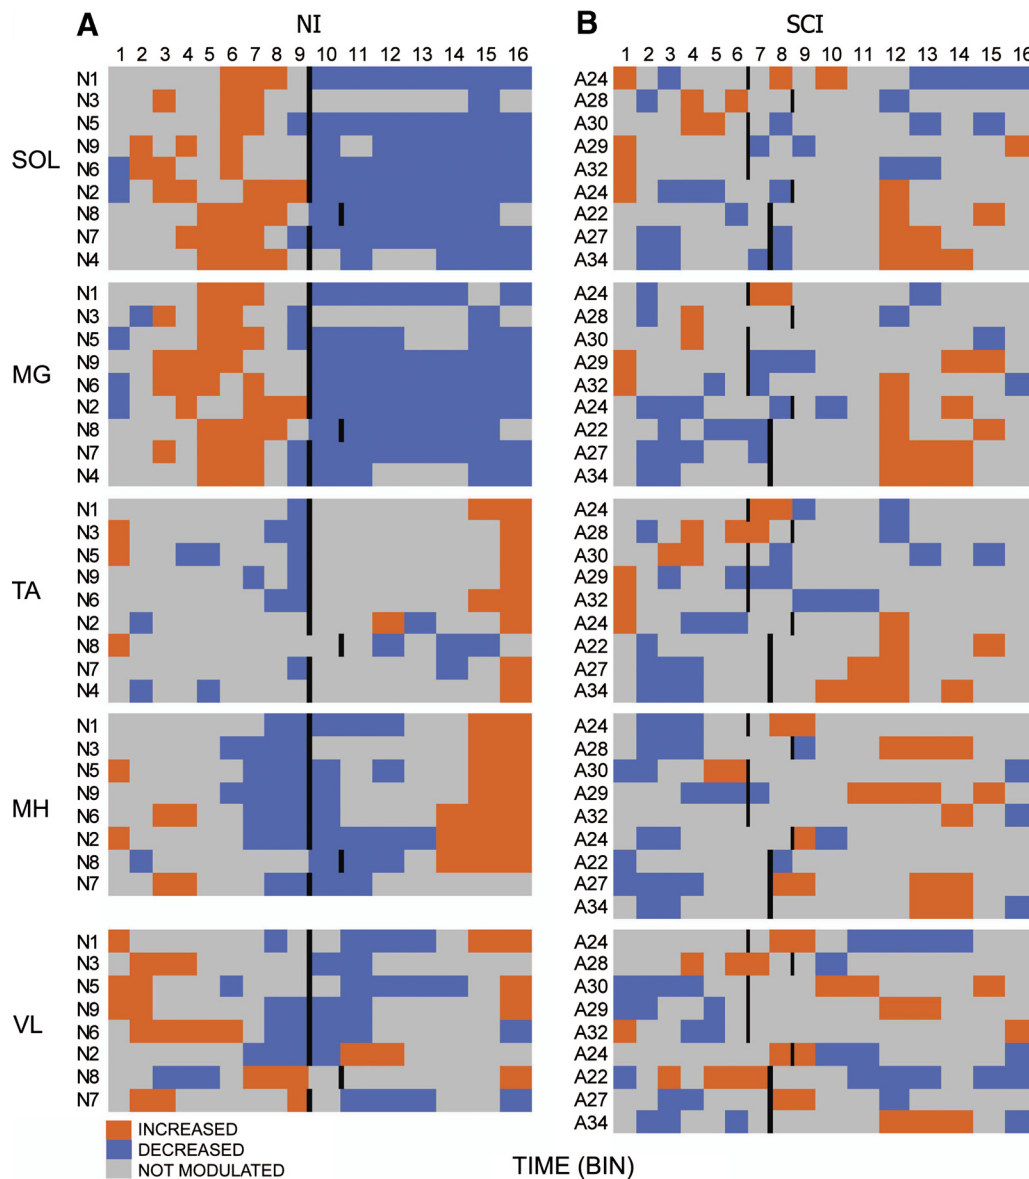 A
NI
1 2 3 4 5 6 7 8 9 10 11 12 13 14 15 16
SOL
N1
N3
N5
N9
N6
N2
N8
N7
N4
MG
N1
N3
N5
N9
N6
N2
N8
N7
N4
TA
N1
N3
N5
N9
N6
N2
N8
N7
N4
MH
N1
N3
N5
N9
N6
N2
N8
N7
VL
N1
N3
N5
N9
N6
N2
N8
N7
B
SCI
1 2 3 4 5 6 7 8 9 10 11 12 13 14 15 16
A24
A28
A30
A29
A32
A24
A22
A27
A34
A24
A28
A30
A29
A32
A24
A22
A27
A34
A24
A28
A30
A29
A32
A24
A22
A27
A34
A24
A28
A30
A29
A32
A24
A22
A27
A34
A24
A28
A30
A29
A32
A24
A22
A27
A34
INCREASED
DECREASED
NOT MODULATED
TIME (BIN)